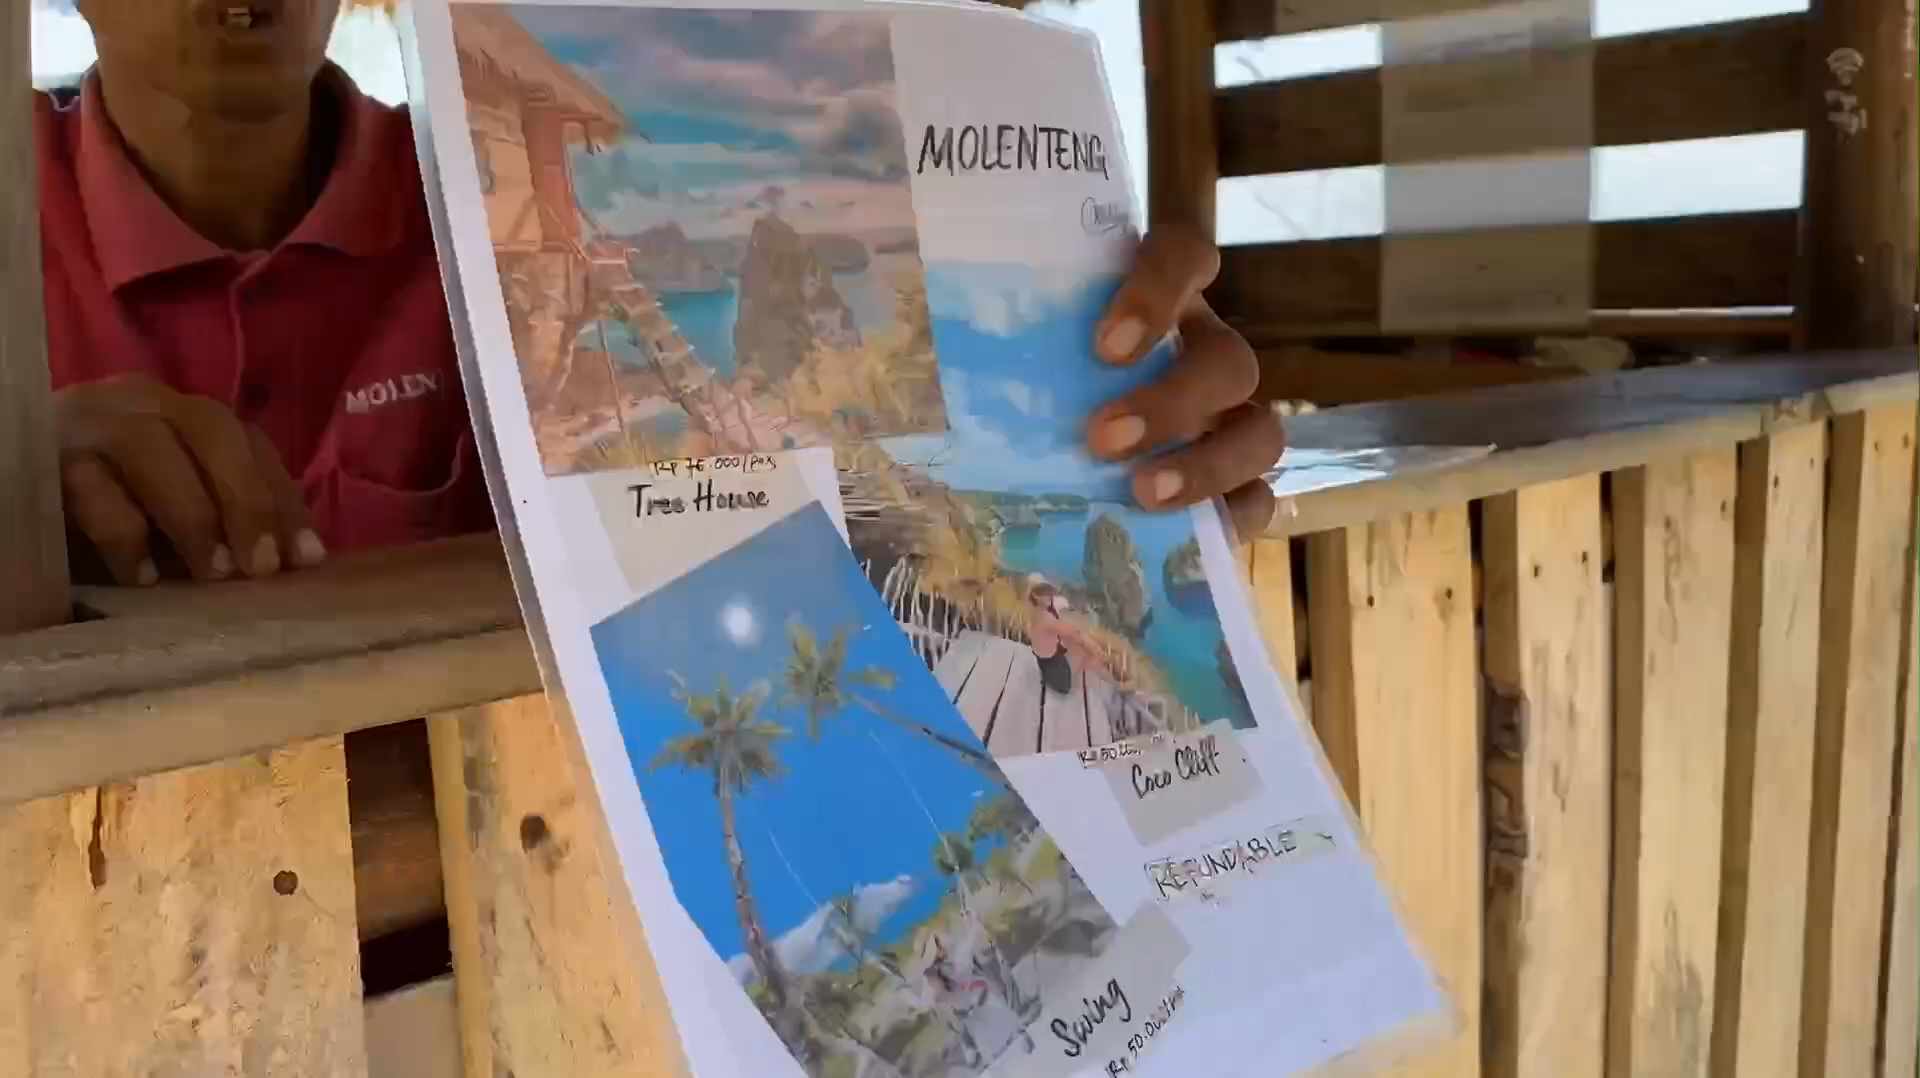 MOLENTENG
MOLEN
Rp 75.000/pax
Tree House
Coco Cliff
REFUNDABLE
Swing
Rp 50.000/pax